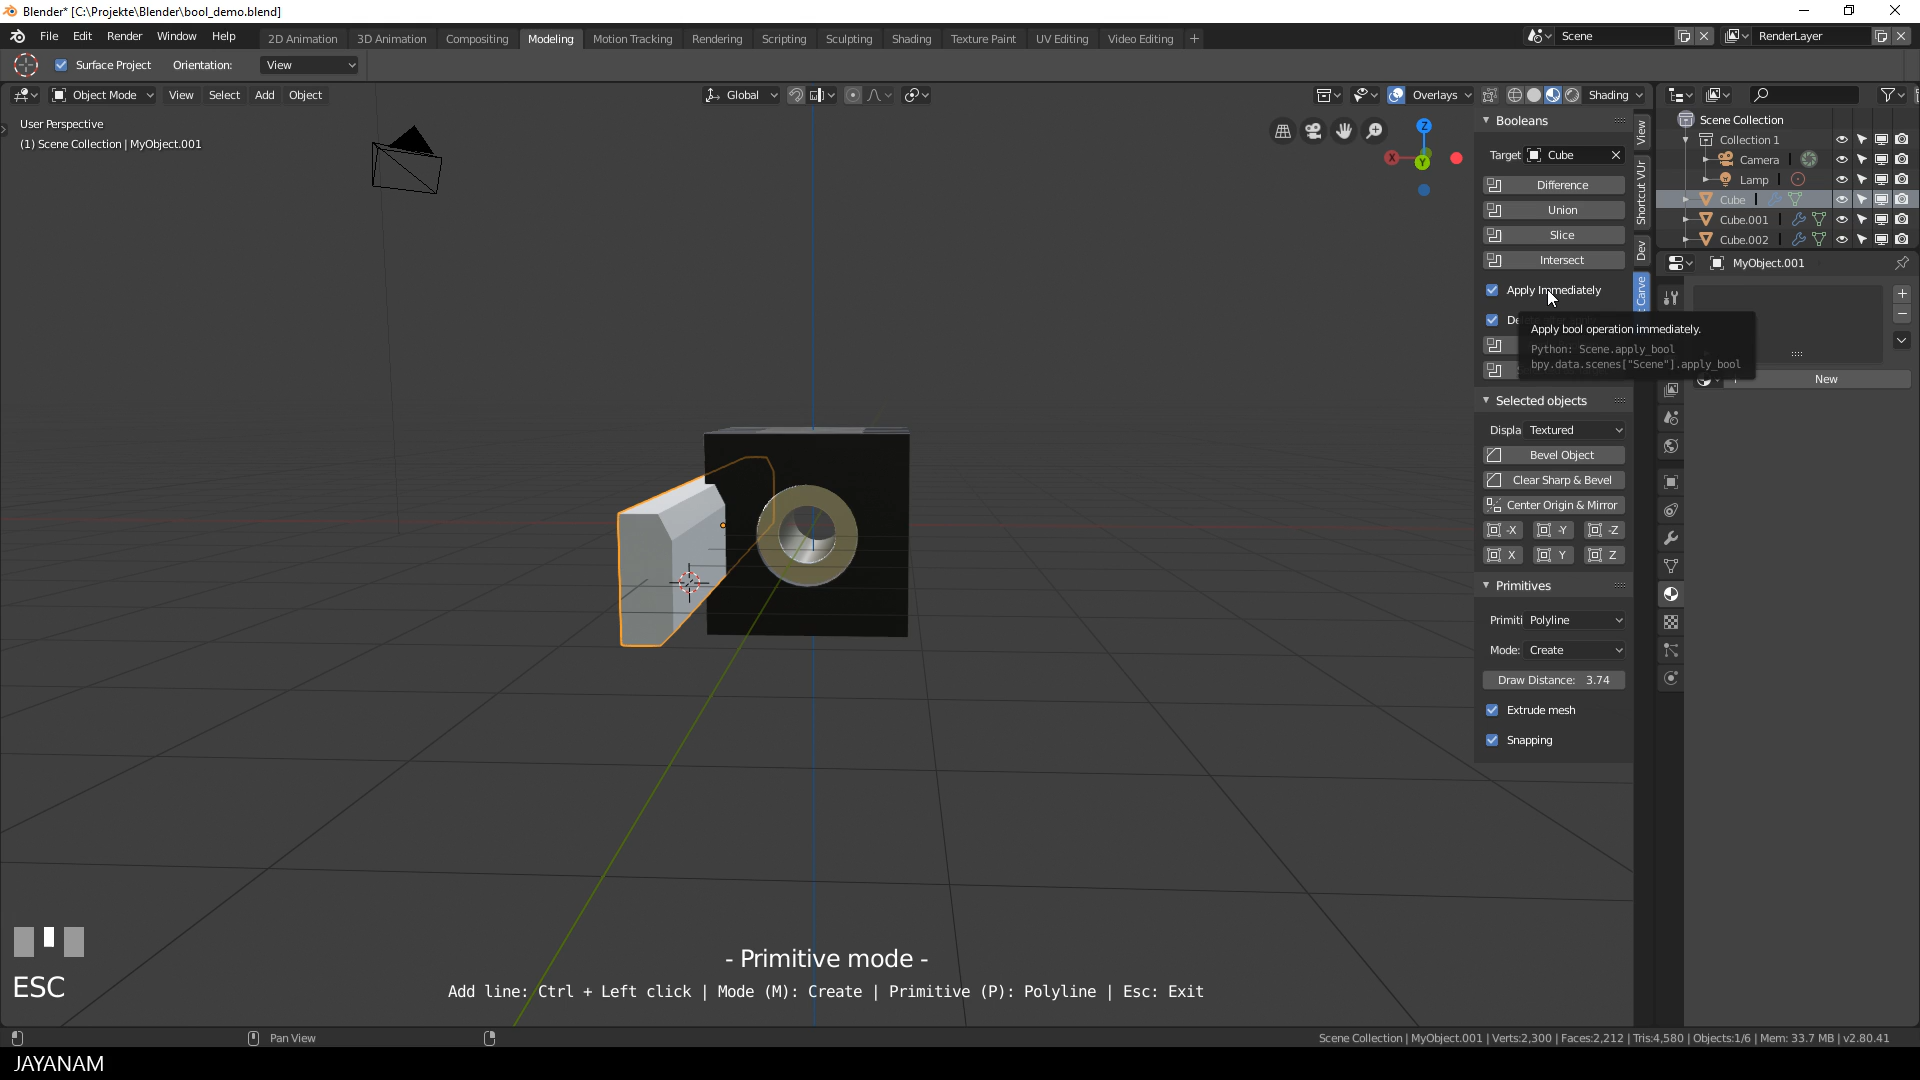 Blender* [C:\Projekte\Blender\bool_demo.blend]
File Edit Render Window Help
2D Animation 3D Animation Compositing Modeling Motion Tracking Rendering Scripting Sculpting Shading Texture Paint UV Editing Video Editing +
Scene
RenderLayer
Surface Project Orientation: View
Object Mode View Select Add Object
Global
Overlays
Shading
User Perspective
(1) Scene Collection | MyObject.001
Z
X
Y
Booleans
Target Cube
Difference
Union
Slice
Intersect
Apply Immediately
De
Apply bool operation immediately.
Python: Scene.apply_bool
bpy.data.scenes["Scene"].apply_bool
Selected objects
Displa Textured
Bevel Object
Clear Sharp & Bevel
Center Origin & Mirror
-X -Y -Z
X Y Z
Primitives
Primiti Polyline
Mode: Create
Draw Distance: 3.74
Extrude mesh
Snapping
View
Shortcut VUr
Dev
Carve
Scene Collection
Collection 1
Camera
Lamp
Cube
Cube.001
Cube.002
MyObject.001
New
ESC
- Primitive mode -
Add line: Ctrl + Left click | Mode (M): Create | Primitive (P): Polyline | Esc: Exit
Pan View
Scene Collection | MyObject.001 | Verts:2,300 | Faces:2,212 | Tris:4,580 | Objects:1/6 | Mem: 33.7 MB | v2.80.41
JAYANAM